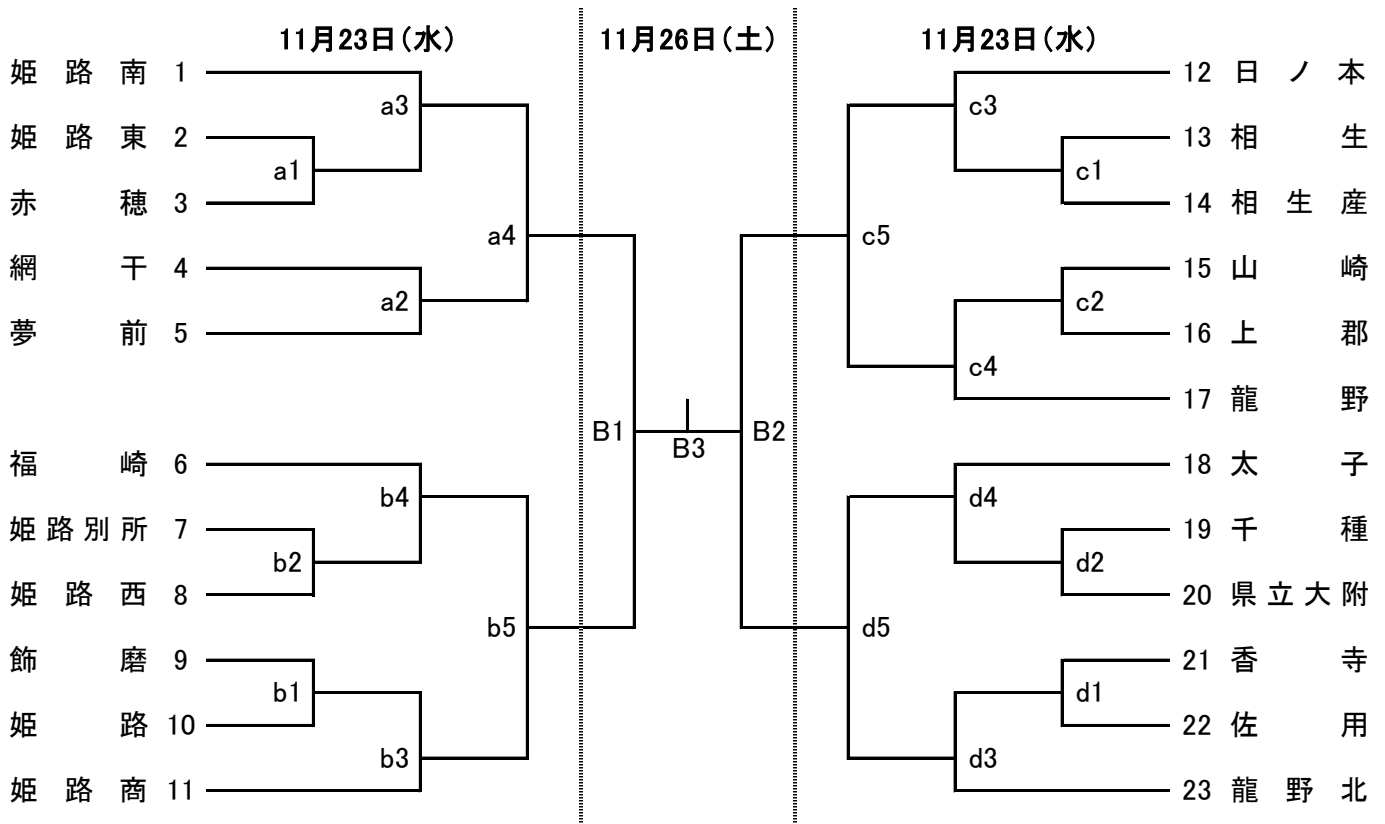 11月23日（水） 11月26日（土） 11月23日（水）
姫路南 1 12 日ノ本
a3 c3
姫路東 2 13 相生
a1 c1
赤穂 3 14 相生産
a4 c5
網干 4 15 山崎
a2 c2
夢前 5 16 上郡
c4
17 龍野
B1 B3 B2
福崎 6 18 太子
b4 d4
姫路別所 7 19 千種
b2 d2
姫路西 8 20 県立大附
b5 d5
飾磨 9 21 香寺
b1 d1
姫路 10 22 佐用
b3 d3
姫路商 11 23 龍野北